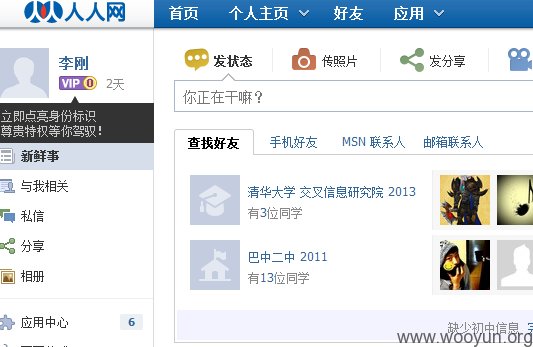 人人网 首页 个人主页 好友 应用
李刚
VIP 0 2天
立即点亮身份标识
尊贵特权等你驾驭!
发状态 传照片 发分享
你正在干嘛？
查找好友 手机好友 MSN 联系人 邮箱联系人
新鲜事
与我相关
私信
分享
相册
应用中心 6
清华大学 交叉信息研究院 2013
有3位同学
巴中二中 2011
有13位同学
缺少初中信息
www.wooyun.org